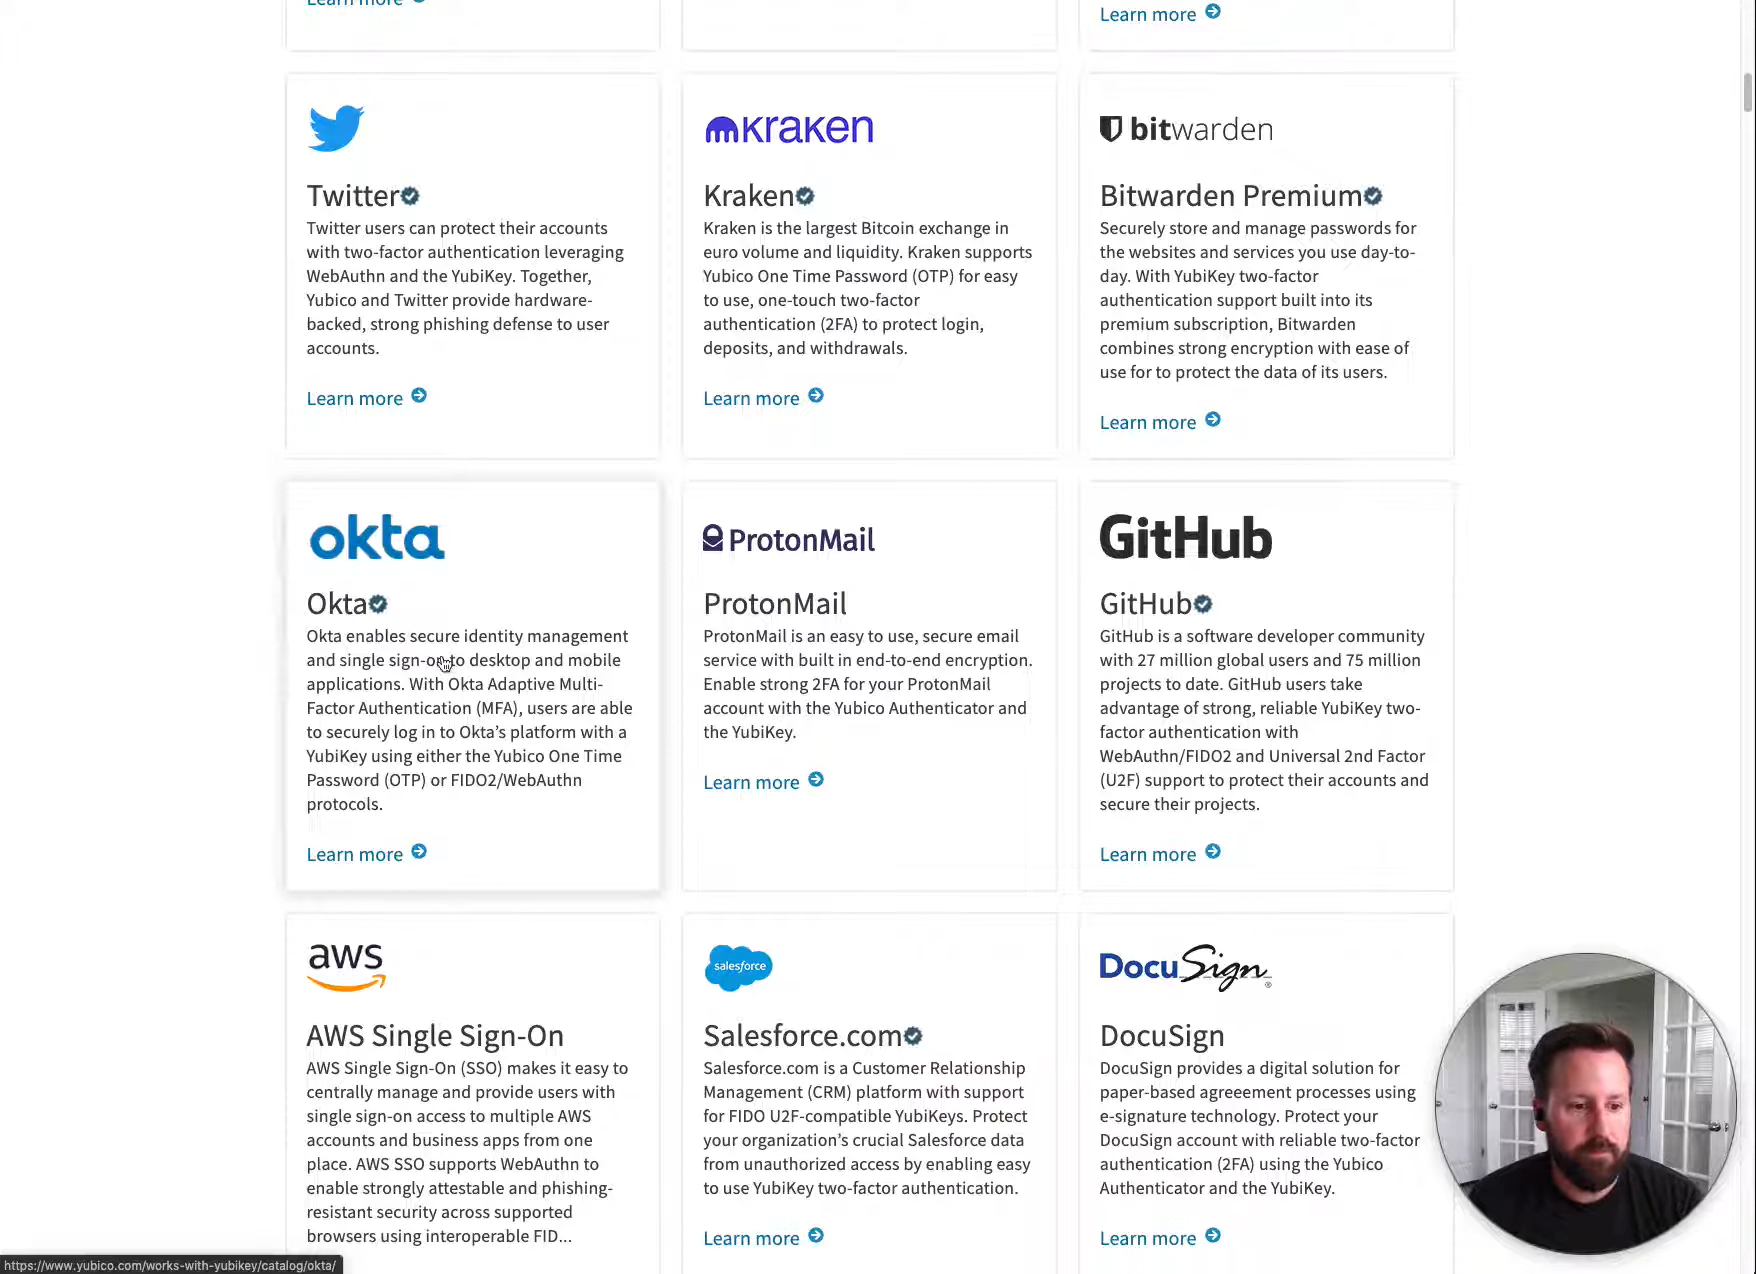 Learn more
Learn more
Twitter
Twitter users can protect their accounts
with two-factor authentication leveraging
WebAuthn and the YubiKey. Together,
Yubico and Twitter provide hardware-
backed, strong phishing defense to user
accounts.
Learn more
kraken
Kraken
Kraken is the largest Bitcoin exchange in
euro volume and liquidity. Kraken supports
Yubico One Time Password (OTP) for easy
to use, one-touch two-factor
authentication (2FA) to protect login,
deposits, and withdrawals.
Learn more
bitwarden
Bitwarden Premium
Securely store and manage passwords for
the websites and services you use day-to-
day. With YubiKey two-factor
authentication support built into its
premium subscription, Bitwarden
combines strong encryption with ease of
use for to protect the data of its users.
Learn more
okta
Okta
Okta enables secure identity management
and single sign-on to desktop and mobile
applications. With Okta Adaptive Multi-
Factor Authentication (MFA), users are able
to securely log in to Okta’s platform with a
YubiKey using either the Yubico One Time
Password (OTP) or FIDO2/WebAuthn
protocols.
Learn more
ProtonMail
ProtonMail
ProtonMail is an easy to use, secure email
service with built in end-to-end encryption.
Enable strong 2FA for your ProtonMail
account with the Yubico Authenticator and
the YubiKey.
Learn more
GitHub
GitHub
GitHub is a software developer community
with 27 million global users and 75 million
projects to date. GitHub users take
advantage of strong, reliable YubiKey two-
factor authentication with
WebAuthn/FIDO2 and Universal 2nd Factor
(U2F) support to protect their accounts and
secure their projects.
Learn more
aws
AWS Single Sign-On
AWS Single Sign-On (SSO) makes it easy to
centrally manage and provide users with
single sign-on access to multiple AWS
accounts and business apps from one
place. AWS SSO supports WebAuthn to
enable strongly attestable and phishing-
resistant security across supported
browsers using interoperable FID...
salesforce
Salesforce.com
Salesforce.com is a Customer Relationship
Management (CRM) platform with support
for FIDO U2F-compatible YubiKeys. Protect
your organization’s crucial Salesforce data
from unauthorized access by enabling easy
to use YubiKey two-factor authentication.
Learn more
DocuSign®
DocuSign
DocuSign provides a digital solution for
paper-based agreeement processes using
e-signature technology. Protect your
DocuSign account with reliable two-factor
authentication (2FA) using the Yubico
Authenticator and the YubiKey.
Learn more
https://www.yubico.com/works-with-yubikey/catalog/okta/